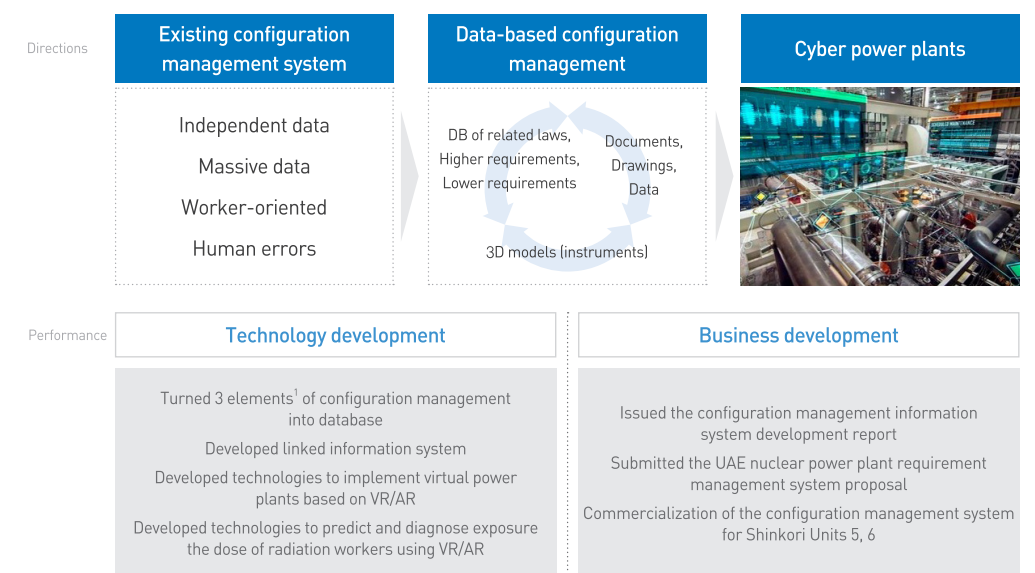 Directions
Existing configuration
management system
Data-based configuration
management
Cyber power plants
Independent data
Massive data
Worker-oriented
Human errors
DB of related laws,
Higher requirements,
Lower requirements
Documents,
Drawings,
Data
3D models (instruments)
Performance
Technology development
Business development
Turned 3 elements¹ of configuration management
into database
Developed linked information system
Developed technologies to implement virtual power
plants based on VR/AR
Developed technologies to predict and diagnose exposure
the dose of radiation workers using VR/AR
Issued the configuration management information
system development report
Submitted the UAE nuclear power plant requirement
management system proposal
Commercialization of the configuration management system
for Shinkori Units 5, 6